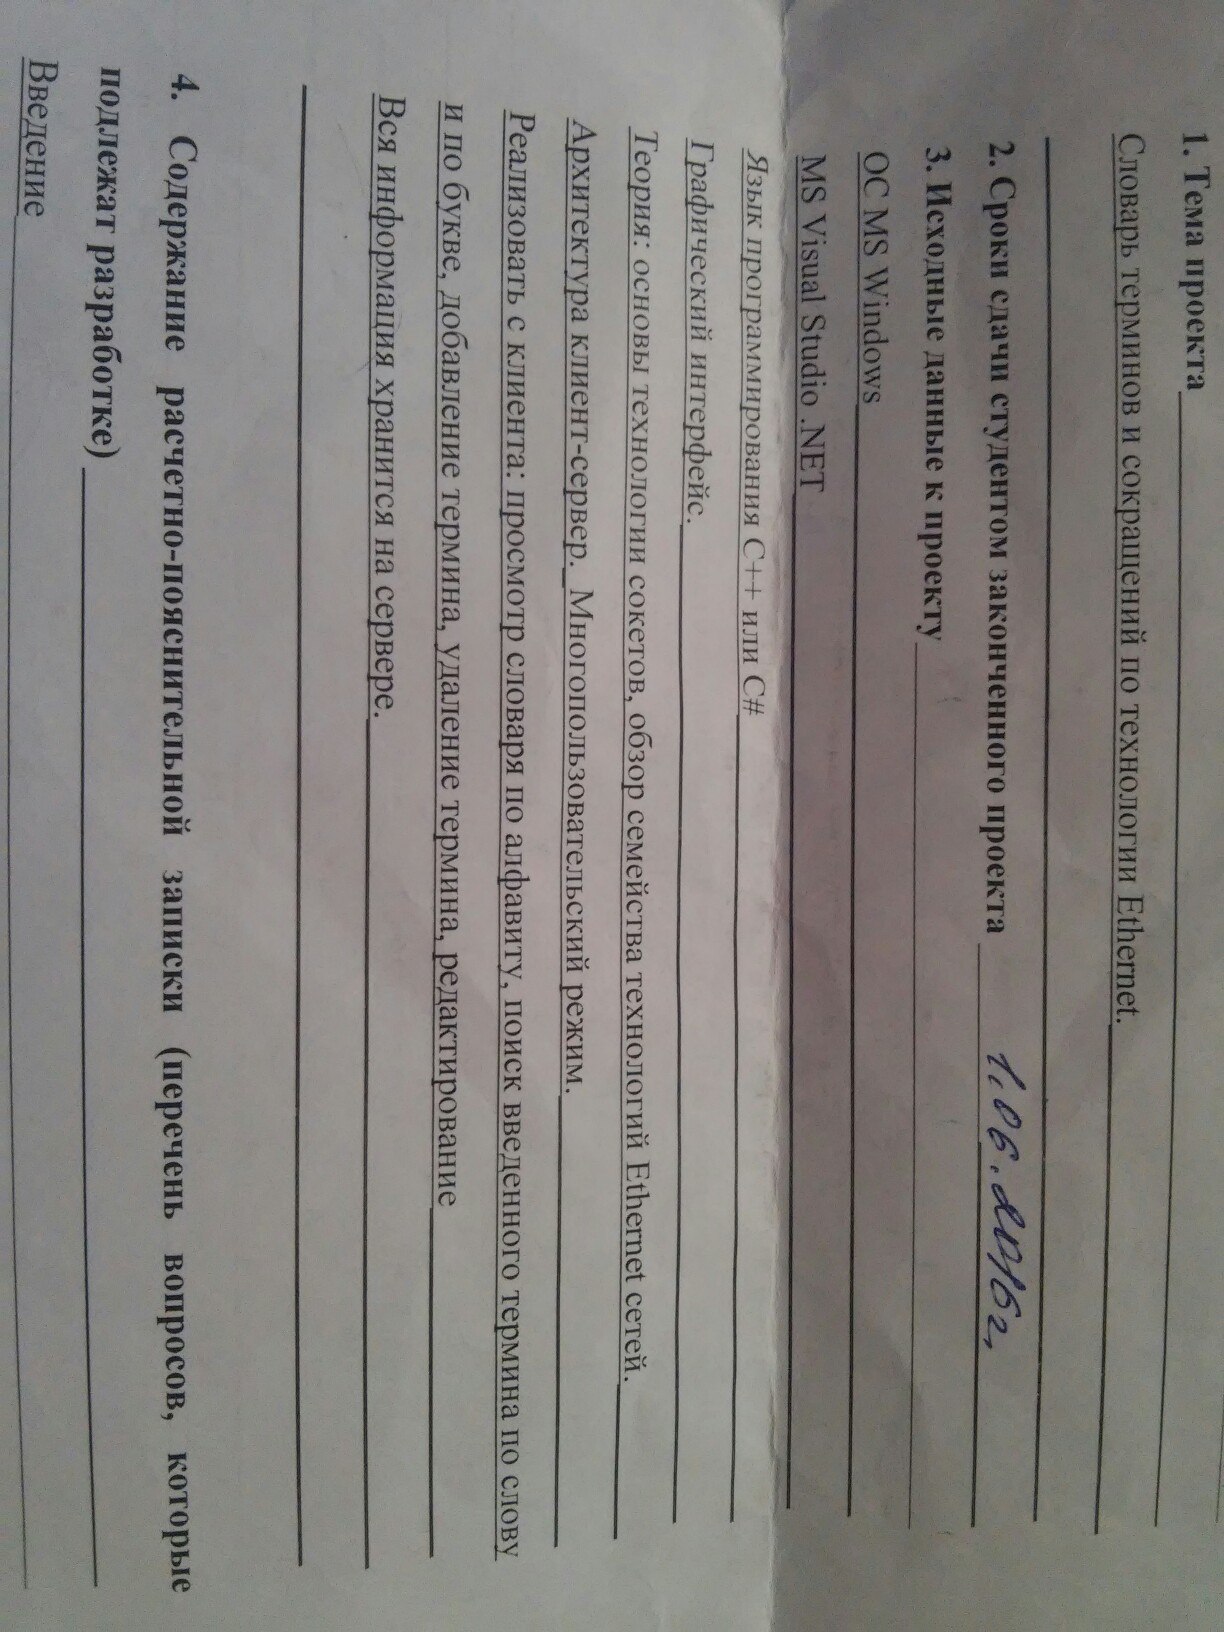 1. Тема проекта
Словарь терминов и сокращений по технологии Ethernet.
2. Сроки сдачи студентом законченного проекта 1.06.2016г.
3. Исходные данные к проекту
ОС MS Windows
MS Visual Studio .NET
Язык программирования C++ или C#
Графический интерфейс.
Теория: основы технологии сокетов, обзор семейства технологий Ethernet сетей.
Архитектура клиент-сервер. Многопользовательский режим.
Реализовать с клиента: просмотр словаря по алфавиту, поиск введенного термина по слову
и по букве, добавление термина, удаление термина, редактирование
Вся информация хранится на сервере.
4. Содержание расчетно-пояснительной записки (перечень вопросов, которые
подлежат разработке)
Введение